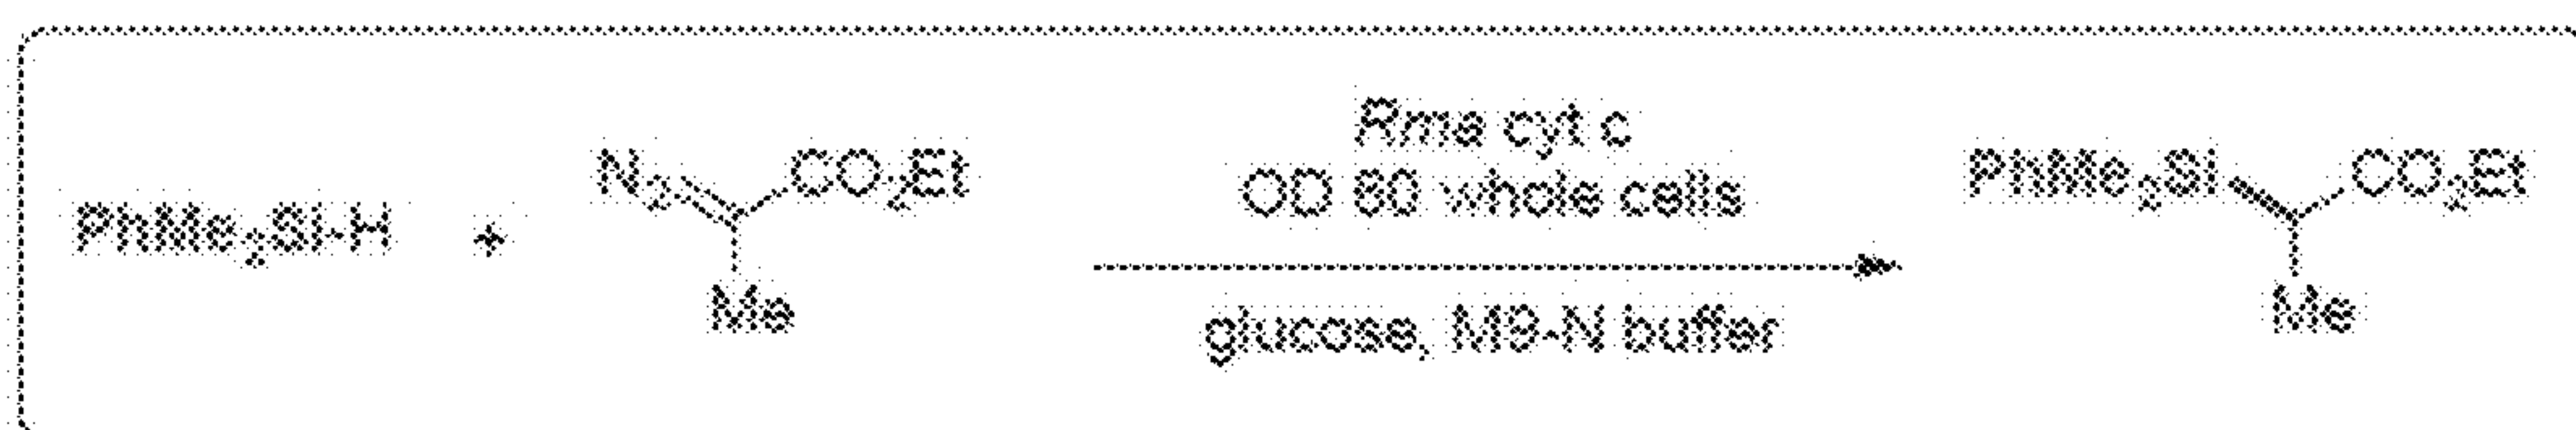 PhMe₂Si-H + N₂ CO₂Et
Me
Rma cyt c
OD 60 whole cells
glucose, M9-N buffer
PhMe₂Si CO₂Et
Me